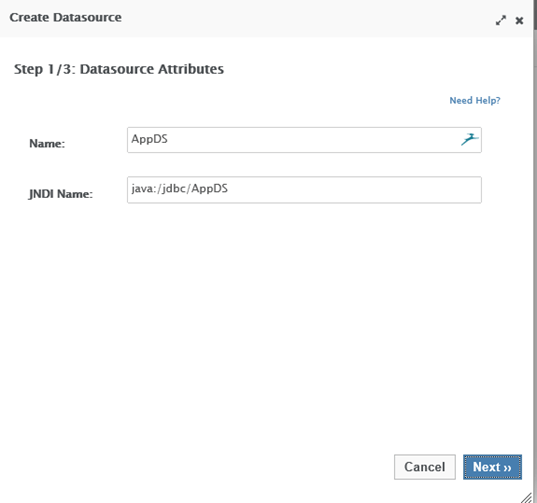 Create Datasource
Step 1/3: Datasource Attributes
Need Help?
Name: AppDS
JNDI Name: java:/jdbc/AppDS
Cancel Next ››